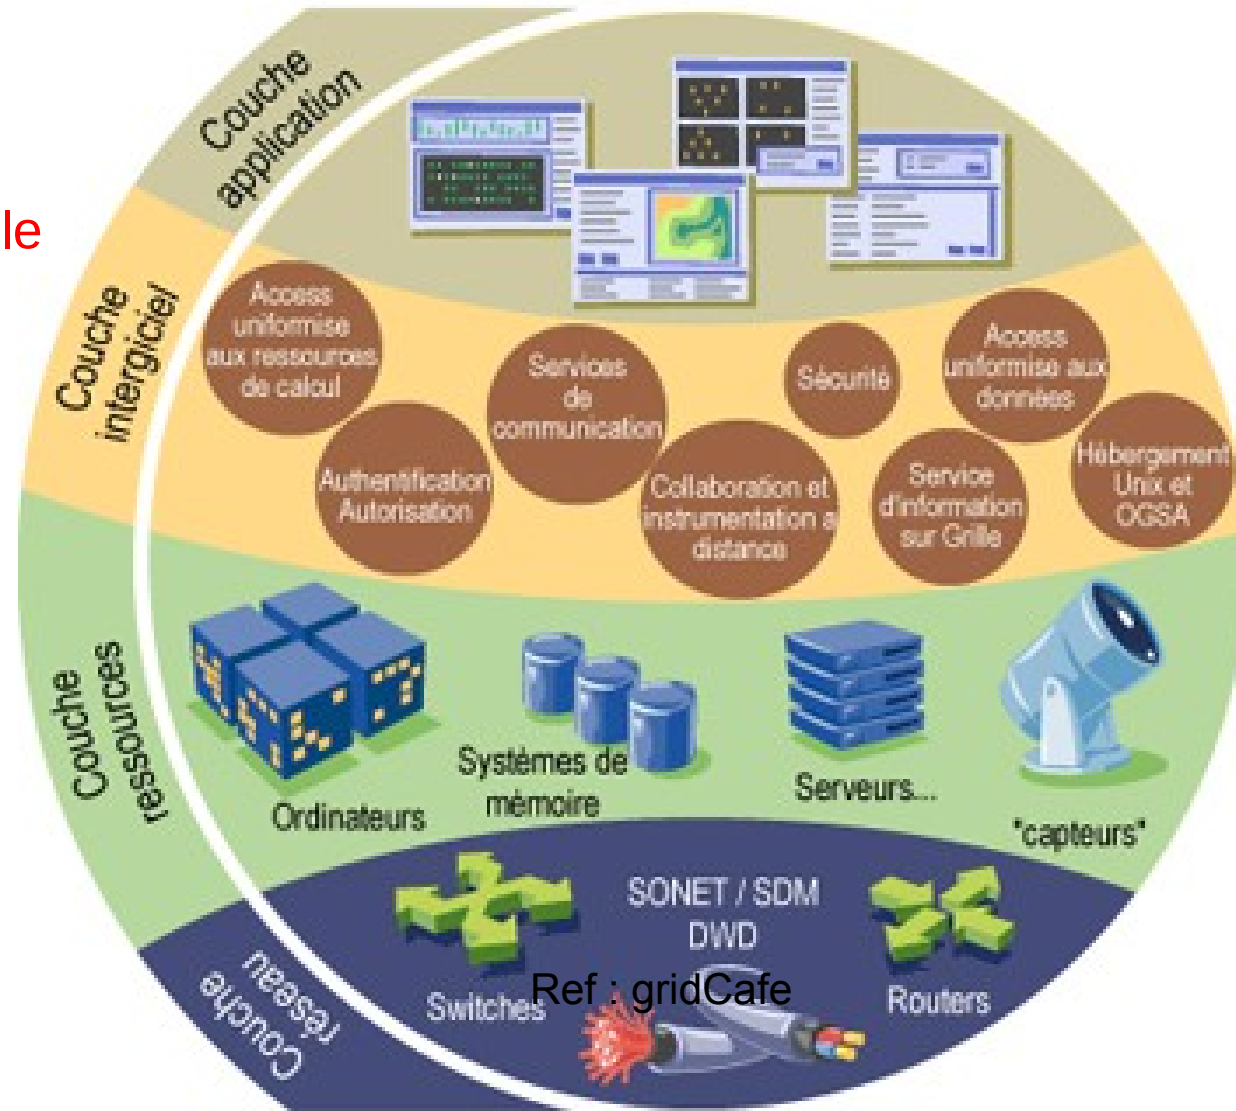 Couche
application
le
Couche
intergiciel
Access
uniformise
aux ressources
de calcul
Authentification
Autorisation
Services
de
communication
Collaboration et
instrumentation a
distance
Sécurité
Service
d'information
sur Grille
Access
uniformise aux
données
Hébergement
Unix et
OGSA
Couche
ressources
Ordinateurs
Systèmes de
mémoire
Serveurs...
"capteurs"
Couche
réseau
Switches
SONET / SDM
DWD
Routers
Ref : gridCafe